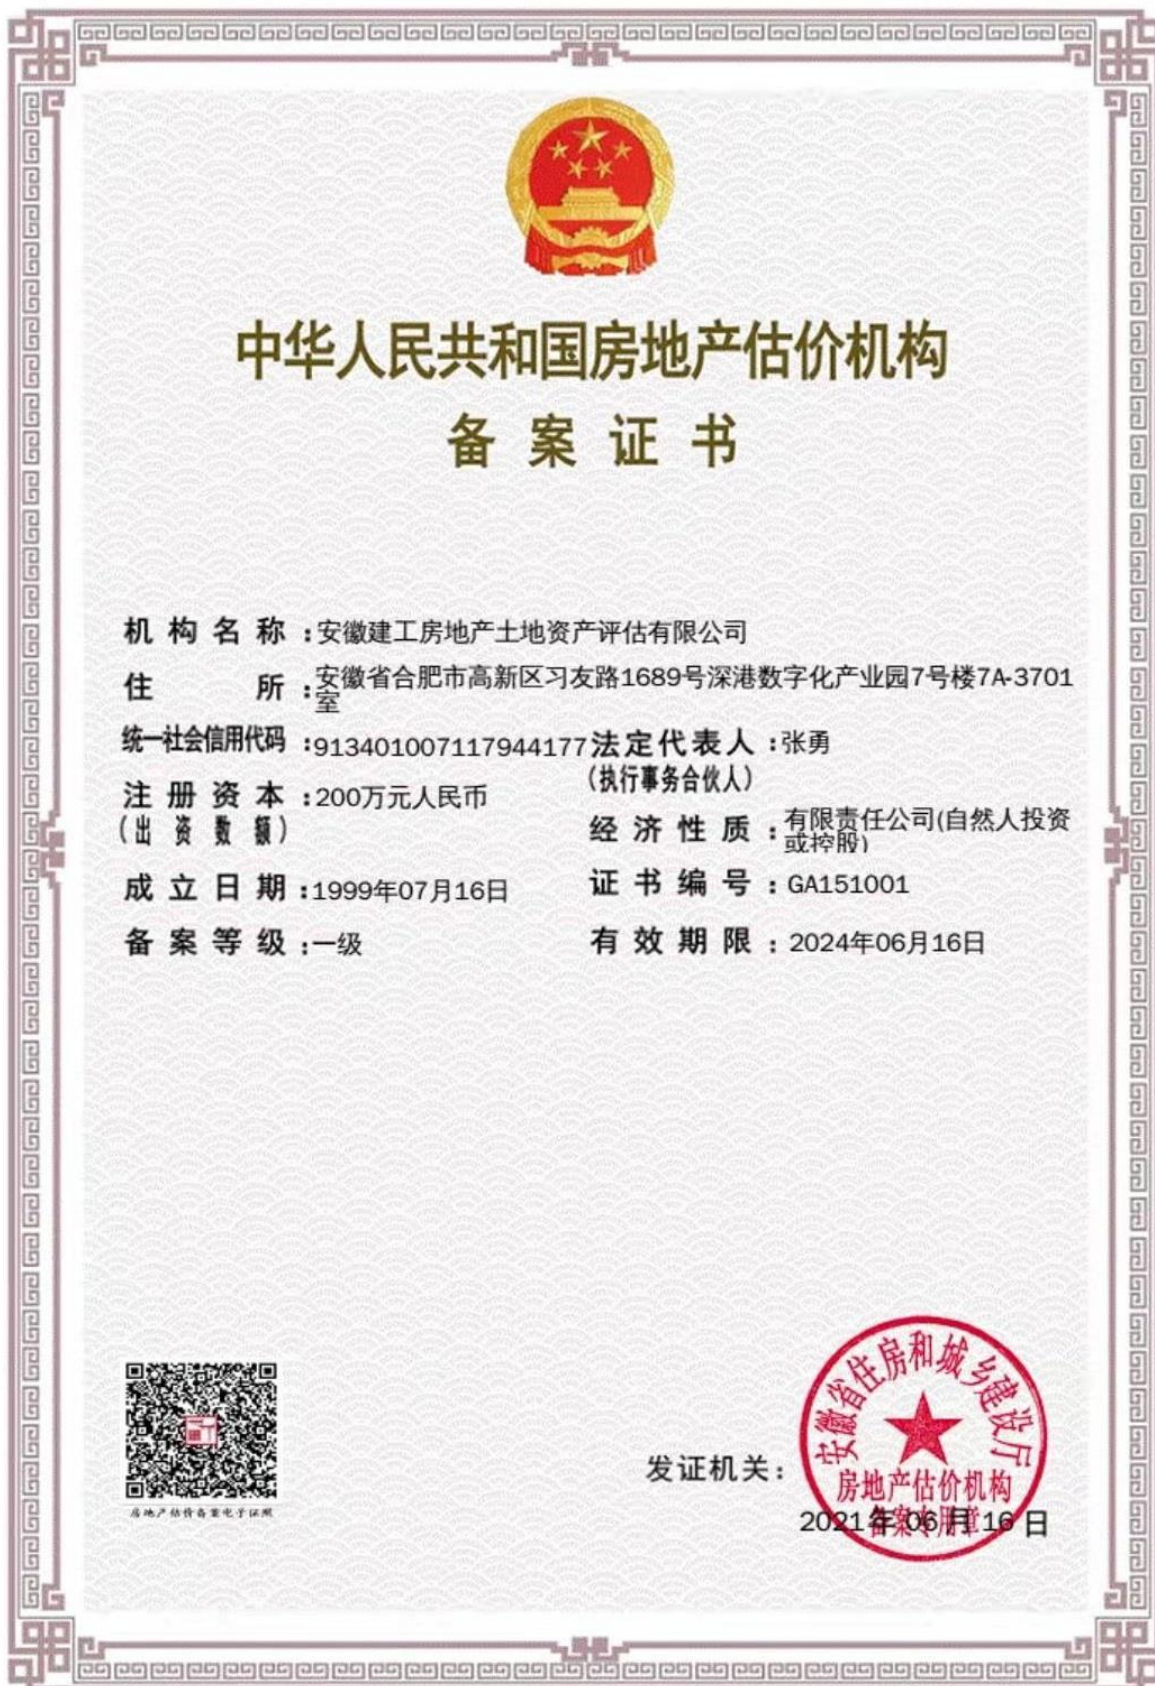 中华人民共和国房地产估价机构
备案证书
机构名称：安徽建工房地产土地资产评估有限公司
住所：安徽省合肥市高新区习友路1689号深港数字化产业园7号楼7A-3701
室
统一社会信用代码：913401007117944177 法定代表人：张勇
（执行事务合伙人）
注册资本：200万元人民币
（出资数额）
经济性质：有限责任公司(自然人投资
或控股)
成立日期：1999年07月16日 证书编号：GA151001
备案等级：一级 有效期限：2024年06月16日
房地产估价备案电子证照
发证机关：
安徽省住房和城乡建设厅
房地产估价机构
备案专用章
2021年06月16日